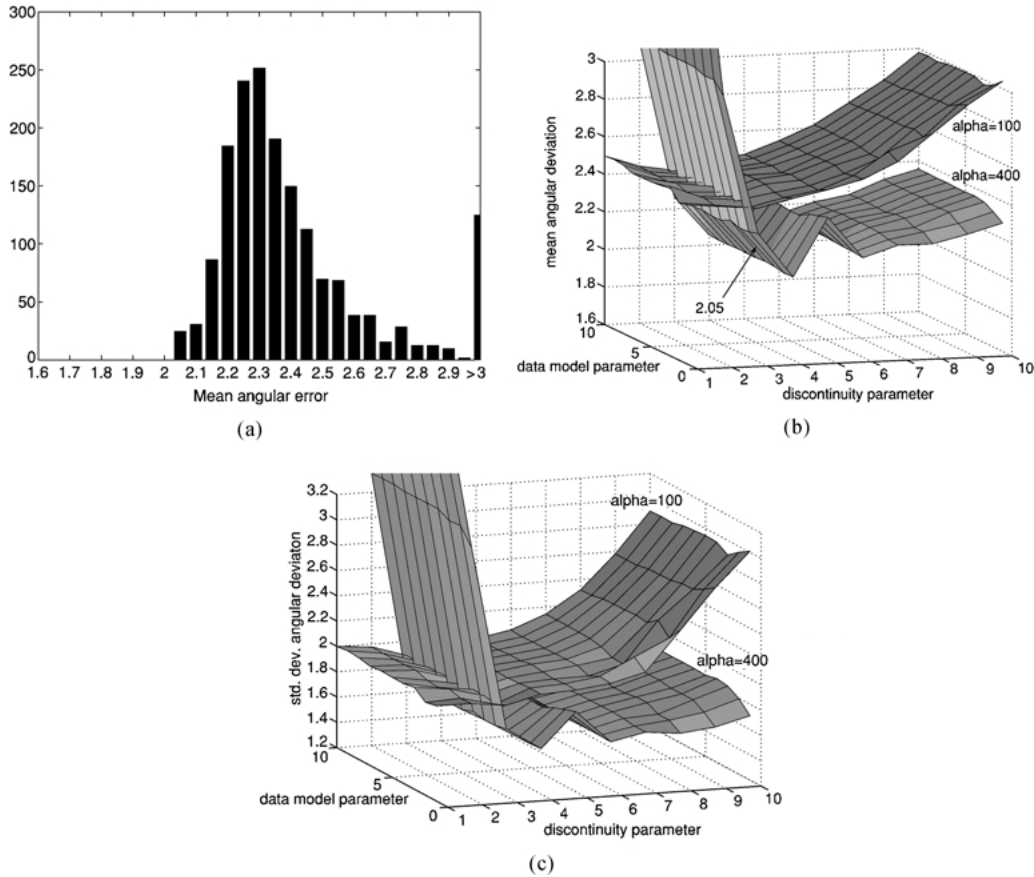 300
250
200
150
100
50
0
1.6 1.7 1.8 1.9 2 2.1 2.2 2.3 2.4 2.5 2.6 2.7 2.8 2.9 >3
Mean angular error
(a)
3
2.8
2.6
2.4
2.2
2
1.8
1.6
mean angular deviation
alpha=100
alpha=400
2.05
10
5
0
data model parameter
1 2 3 4 5 6 7 8 9 10
discontinuity parameter
(b)
3.2
3
2.8
2.6
2.4
2.2
2
1.8
1.6
1.4
1.2
std. dev. angular deviaton
alpha=100
alpha=400
10
5
0
data model parameter
1 2 3 4 5 6 7 8 9 10
discontinuity parameter
(c)